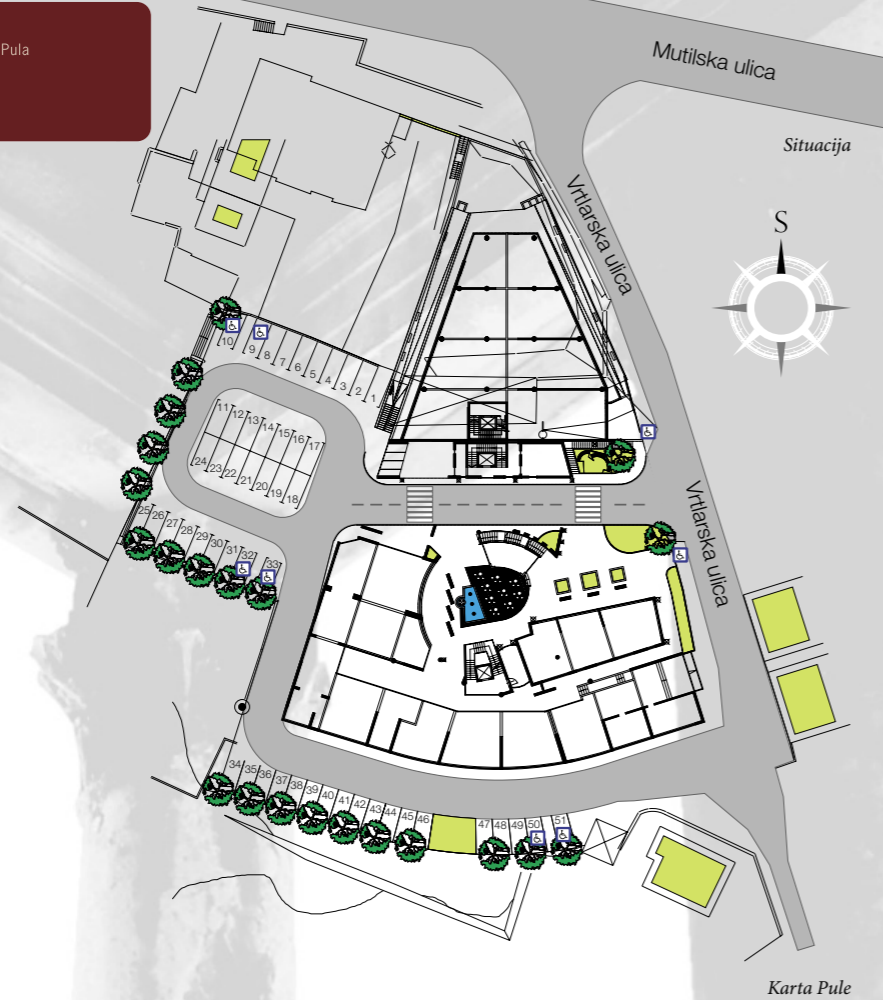 Pula
Mutilska ulica
Situacija
S
Vrtlarska ulica
10 9 8 7 6 5 4 3 2 1
11 12 13 14 15 16 17
24 23 22 21 20 19 18
25 26 27 28 29 30 31 32 33
Vrtlarska ulica
34 35 36 37 38 39 40 41 42 43 44 45 46 47 48 49 50 51
Karta Pule